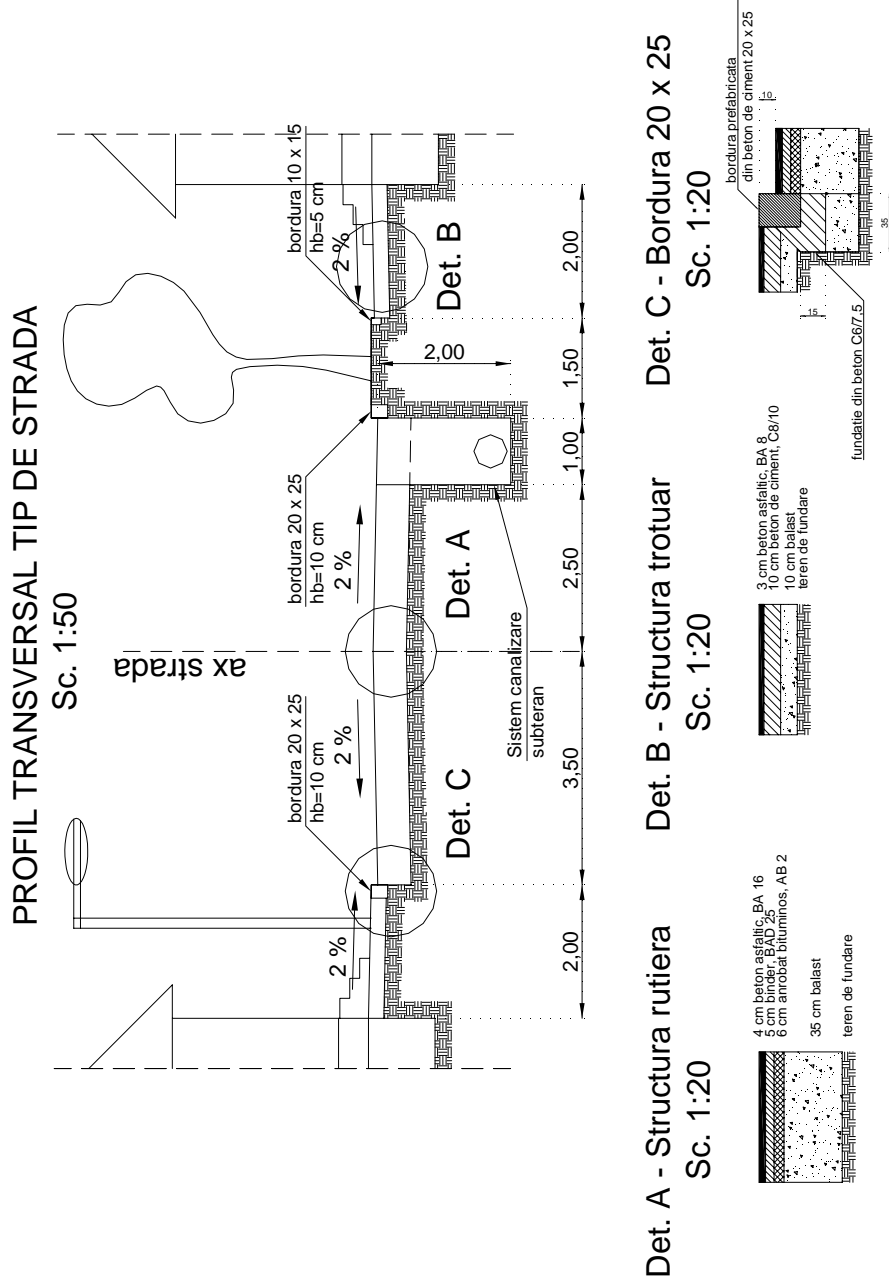 PROFIL TRANSVERSAL TIP DE STRADA
Sc. 1:50
ax strada
bordura 20 x 25
hb=10 cm
bordura 20 x 25
hb=10 cm
bordura 10 x 15
hb=5 cm
2 %
2 %
2 %
2 %
Det. C
Det. A
Det. B
Sistem canalizare
subteran
2,00
2,00
3,50
2,50
1,00
1,50
2,00
Det. A - Structura rutiera
Sc. 1:20
4 cm beton asfaltic, BA 16
5 cm binder, BAD 25
6 cm anrobat bituminos, AB 2
35 cm balast
teren de fundare
Det. B - Structura trotuar
Sc. 1:20
3 cm beton asfaltic, BA 8
10 cm beton de ciment, C8/10
10 cm balast
teren de fundare
Det. C - Bordura 20 x 25
Sc. 1:20
bordura prefabricata
din beton de ciment 20 x 25
10
15
35
fundatie din beton C6/7.5